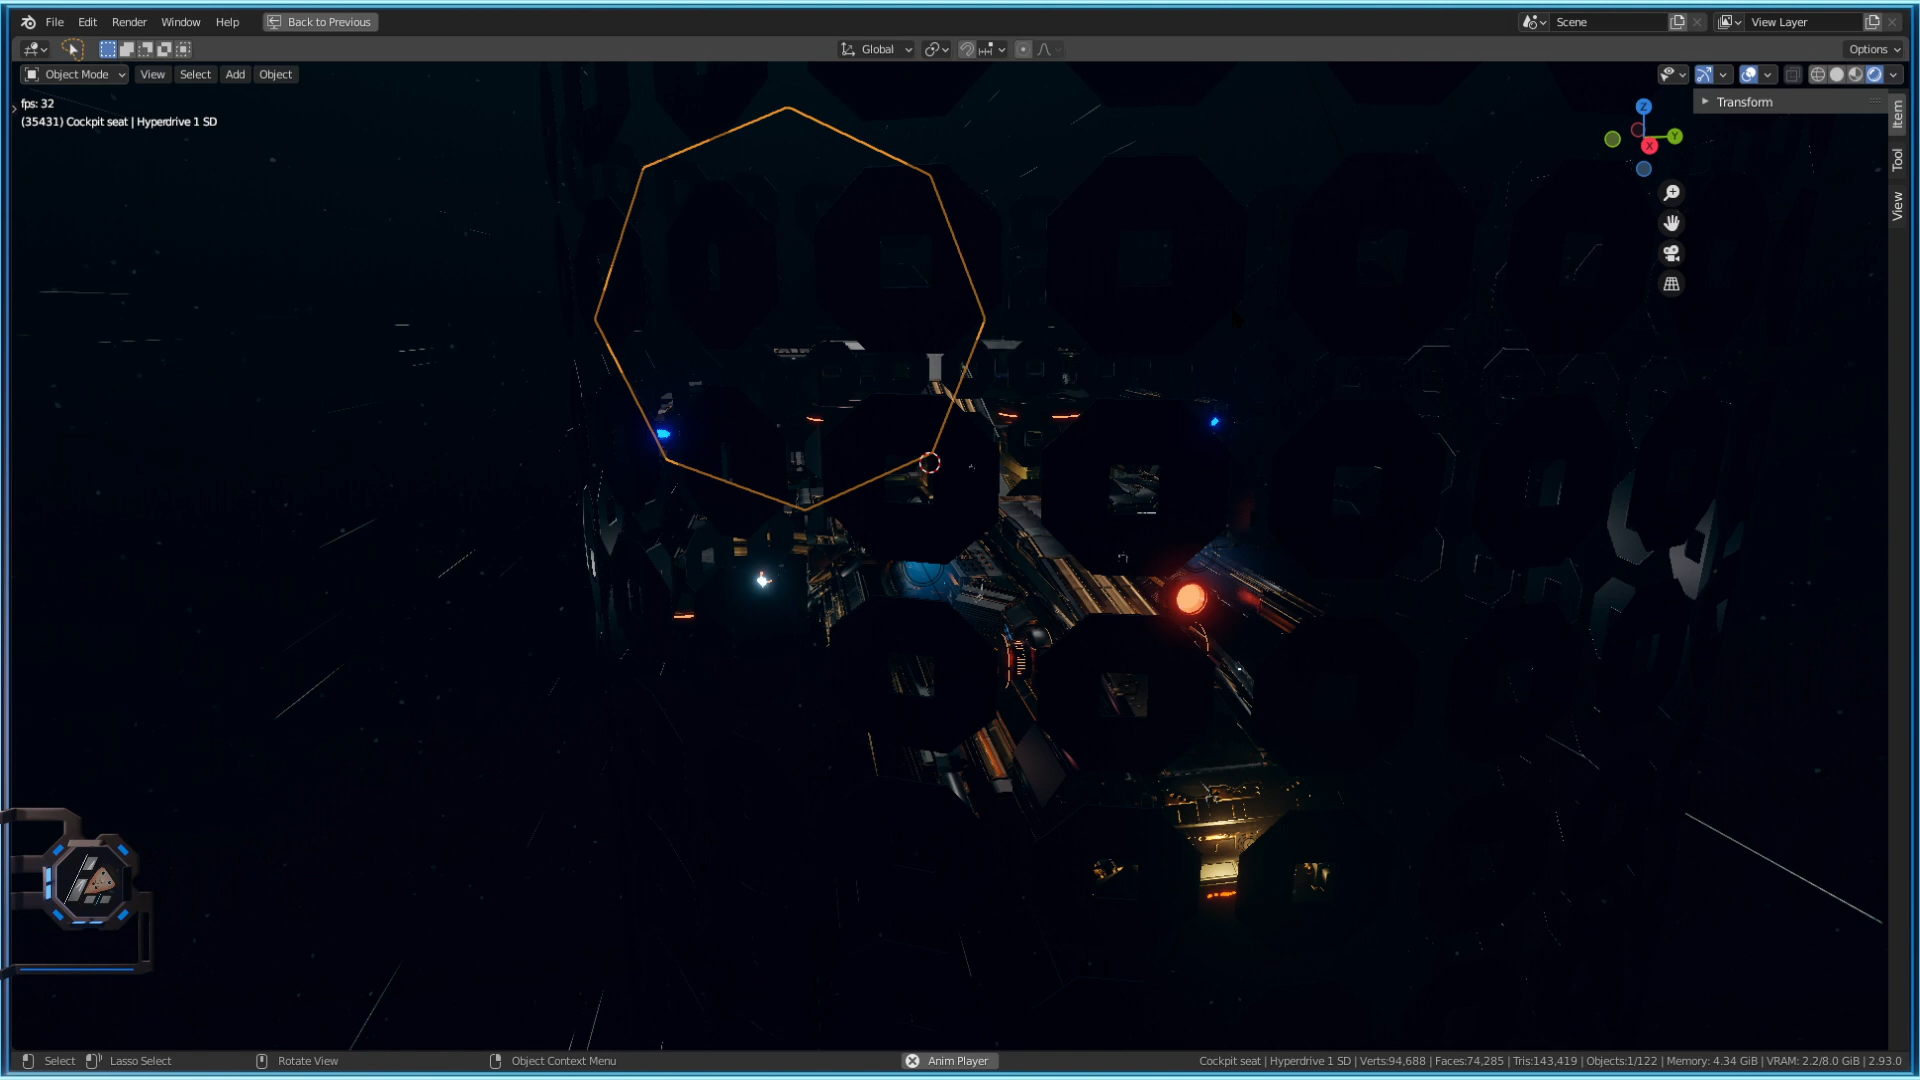 File Edit Render Window Help Back to Previous Scene View Layer
Global Options
Object Mode View Select Add Object
fps: 32
(35431) Cockpit seat | Hyperdrive 1 SD
Transform
Item
Tool
View
Z
Y
X
Select Lasso Select Rotate View Object Context Menu Anim Player Cockpit seat | Hyperdrive 1 SD | Verts:94,688 | Faces:74,285 | Tris:143,419 | Objects:1/122 | Memory: 4.34 GiB | VRAM: 2.2/8.0 GiB | 2.93.0